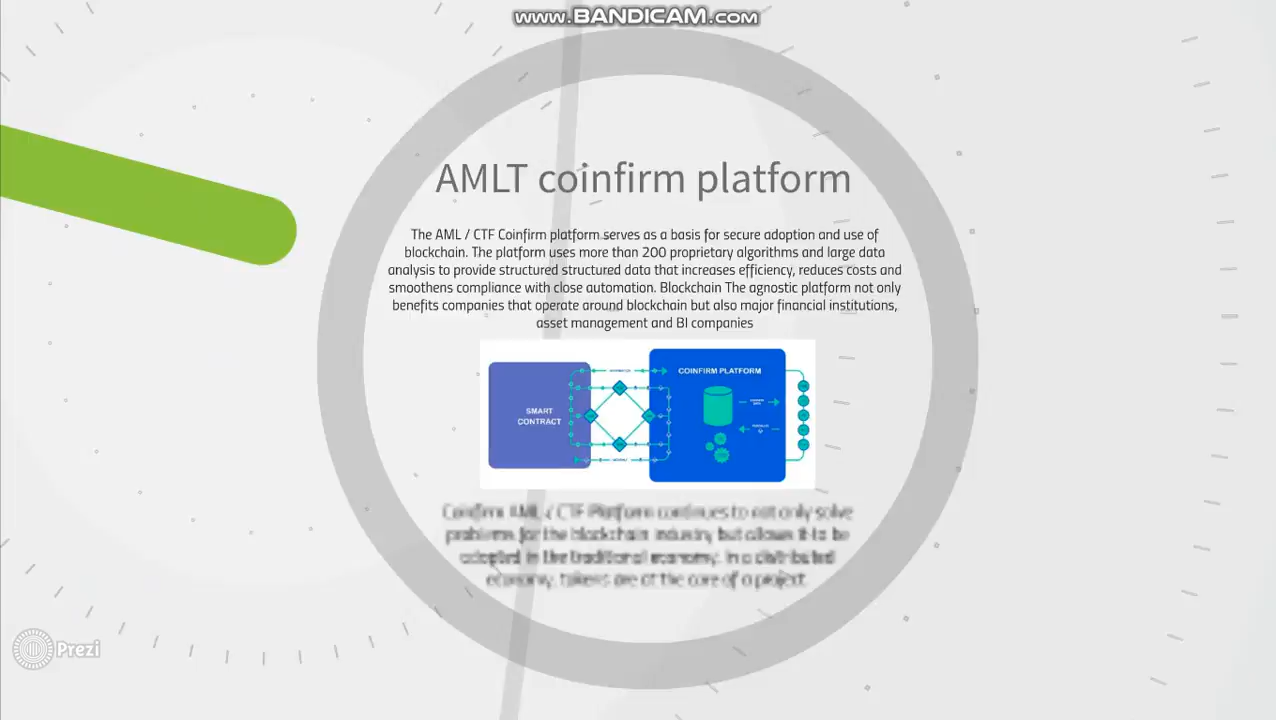 WWW.BANDICAM.COM
AMLT coinfirm platform
The AML / CTF Coinfirm platform serves as a basis for secure adoption and use of
blockchain. The platform uses more than 200 proprietary algorithms and large data
analysis to provide structured structured data that increases efficiency, reduces costs and
smoothens compliance with close automation. Blockchain The agnostic platform not only
benefits companies that operate around blockchain but also major financial institutions,
asset management and BI companies
COINFIRM PLATFORM
SMART
CONTRACT
Coinfirm AML / CTF Platform continues to not only solve
problems for the blockchain industry but allows it to be
adopted in the traditional economy. In a distributed
economy, tokens are at the core of a project
Prezi